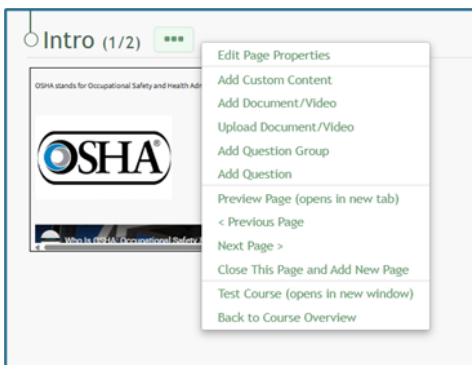 Intro (1/2)
OSHA stands for Occupational Safety and Health Adm
OSHA®
Who Is OSHA: Occupational Safety
Edit Page Properties
Add Custom Content
Add Document/Video
Upload Document/Video
Add Question Group
Add Question
Preview Page (opens in new tab)
< Previous Page
Next Page >
Close This Page and Add New Page
Test Course (opens in new window)
Back to Course Overview